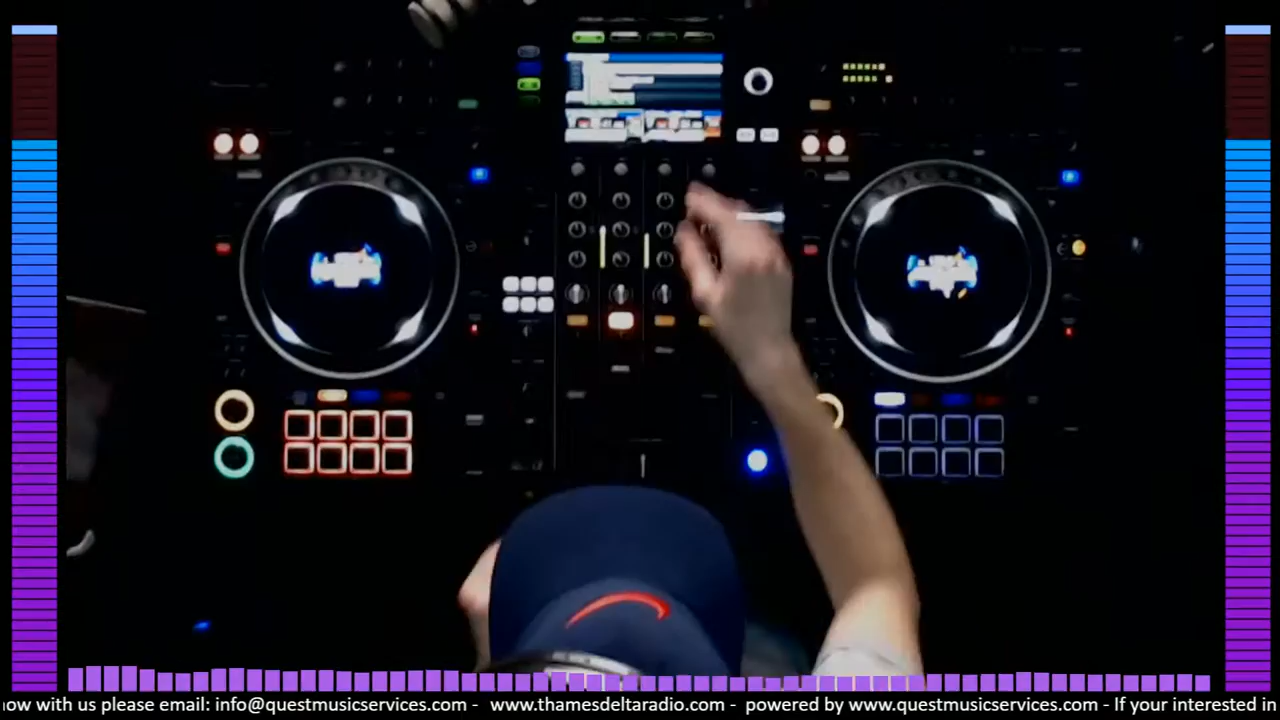 now with us please email: info@questmusicservices.com - www.thamesdeltaradio.com - powered by www.questmusicservices.com - If your interested in